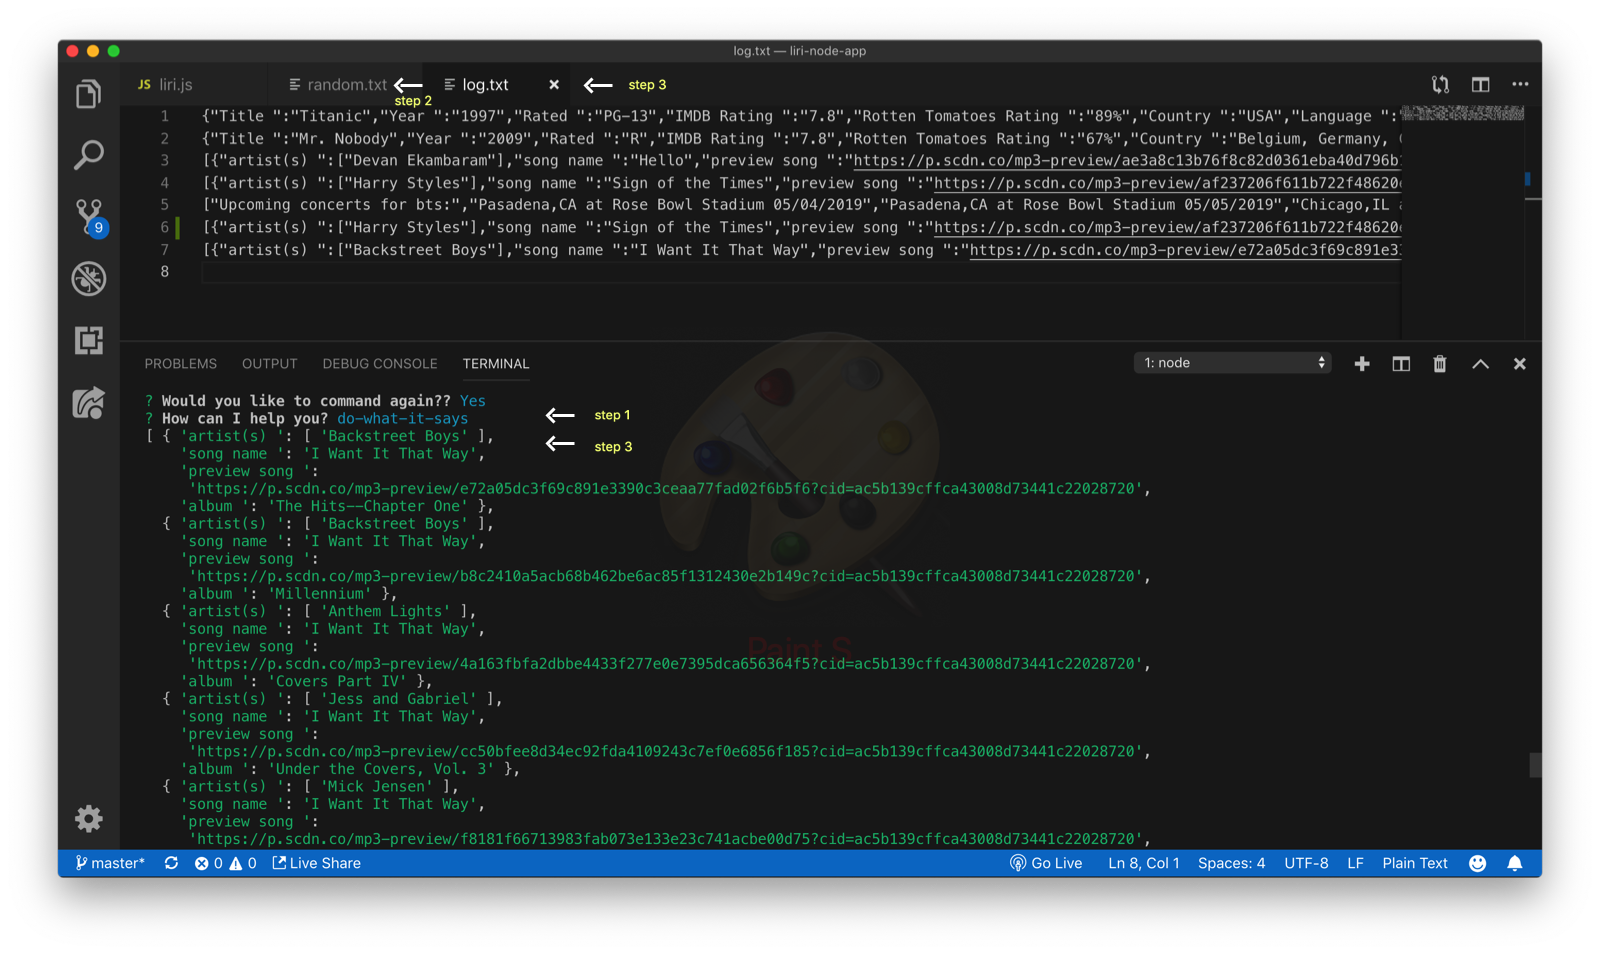 log.txt — liri-node-app
JS liri.js
random.txt
log.txt
step 3
step 2
1 {"Title ":"Titanic","Year ":"1997","Rated ":"PG-13","IMDB Rating ":"7.8","Rotten Tomatoes Rating ":"89%","Country ":"USA","Language ":"
2 {"Title ":"Mr. Nobody","Year ":"2009","Rated ":"R","IMDB Rating ":"7.8","Rotten Tomatoes Rating ":"67%","Country ":"Belgium, Germany,
3 [{"artist(s) ":["Devan Ekambaram"],"song name ":"Hello","preview song ":"https://p.scdn.co/mp3-preview/ae3a8c13b76f8c82d0361eba40d796b
4 [{"artist(s) ":["Harry Styles"],"song name ":"Sign of the Times","preview song ":"https://p.scdn.co/mp3-preview/af237206f611b722f48620
5 ["Upcoming concerts for bts:","Pasadena,CA at Rose Bowl Stadium 05/04/2019","Pasadena,CA at Rose Bowl Stadium 05/05/2019","Chicago,IL a
6 [{"artist(s) ":["Harry Styles"],"song name ":"Sign of the Times","preview song ":"https://p.scdn.co/mp3-preview/af237206f611b722f48620
7 [{"artist(s) ":["Backstreet Boys"],"song name ":"I Want It That Way","preview song ":"https://p.scdn.co/mp3-preview/e72a05dc3f69c891e3
8
9
PROBLEMS OUTPUT DEBUG CONSOLE TERMINAL 1: node
? Would you like to command again?? Yes
? How can I help you? do-what-it-says
step 1
[ { 'artist(s) ': [ 'Backstreet Boys' ],
step 3
'song name ': 'I Want It That Way',
'preview song ':
'https://p.scdn.co/mp3-preview/e72a05dc3f69c891e3390c3ceaa77fad02f6b5f6?cid=ac5b139cffca43008d73441c22028720',
'album ': 'The Hits--Chapter One' },
{ 'artist(s) ': [ 'Backstreet Boys' ],
'song name ': 'I Want It That Way',
'preview song ':
'https://p.scdn.co/mp3-preview/b8c2410a5acb68b462be6ac85f1312430e2b149c?cid=ac5b139cffca43008d73441c22028720',
'album ': 'Millennium' },
{ 'artist(s) ': [ 'Anthem Lights' ],
'song name ': 'I Want It That Way',
'preview song ':
Paint S
'https://p.scdn.co/mp3-preview/4a163fbfa2dbbe4433f277e0e7395dca656364f5?cid=ac5b139cffca43008d73441c22028720',
'album ': 'Covers Part IV' },
{ 'artist(s) ': [ 'Jess and Gabriel' ],
'song name ': 'I Want It That Way',
'preview song ':
'https://p.scdn.co/mp3-preview/cc50bfee8d34ec92fda4109243c7ef0e6856f185?cid=ac5b139cffca43008d73441c22028720',
'album ': 'Under the Covers, Vol. 3' },
{ 'artist(s) ': [ 'Mick Jensen' ],
'song name ': 'I Want It That Way',
'preview song ':
'https://p.scdn.co/mp3-preview/f8181f66713983fab073e133e23c741acbe00d75?cid=ac5b139cffca43008d73441c22028720',
master* 0 0 Live Share Go Live Ln 8, Col 1 Spaces: 4 UTF-8 LF Plain Text